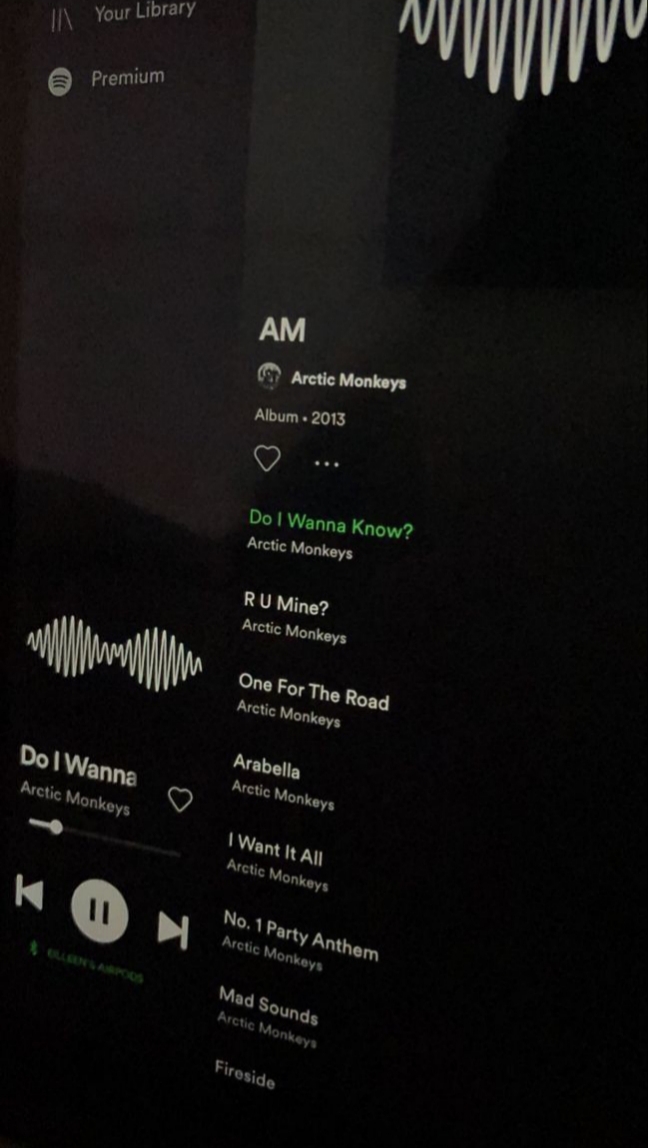 Your Library
Premium
AM
Arctic Monkeys
Album • 2013
Do I Wanna Know?
Arctic Monkeys
R U Mine?
Arctic Monkeys
One For The Road
Arctic Monkeys
Arabella
Arctic Monkeys
I Want It All
Arctic Monkeys
No. 1 Party Anthem
Arctic Monkeys
Mad Sounds
Arctic Monkeys
Fireside
Do I Wanna
Arctic Monkeys
EILLEEN'S AIRPODS